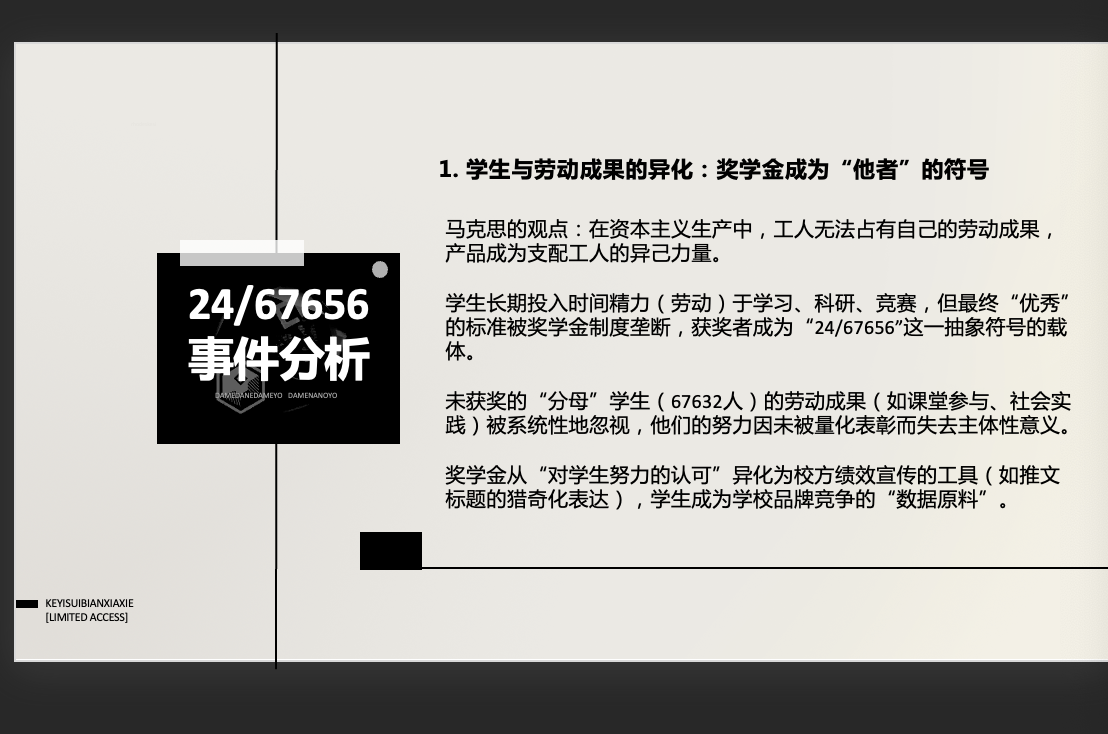 1. 学生与劳动成果的异化：奖学金成为“他者”的符号
马克思的观点：在资本主义生产中，工人无法占有自己的劳动成果，
产品成为支配工人的异己力量。
学生长期投入时间精力（劳动）于学习、科研、竞赛，但最终“优秀”
的标准被奖学金制度垄断，获奖者成为“24/67656”这一抽象符号的载
体。
未获奖的“分母”学生（67632人）的劳动成果（如课堂参与、社会实
践）被系统性地忽视，他们的努力因未被量化表彰而失去主体性意义。
奖学金从“对学生努力的认可”异化为校方绩效宣传的工具（如推文
标题的猎奇化表达），学生成为学校品牌竞争的“数据原料”。
24/67656
事件分析
DAMEDANEDAMEYO DAMENANOYO
KEYISUIBIANXIAXIE
[LIMITED ACCESS]